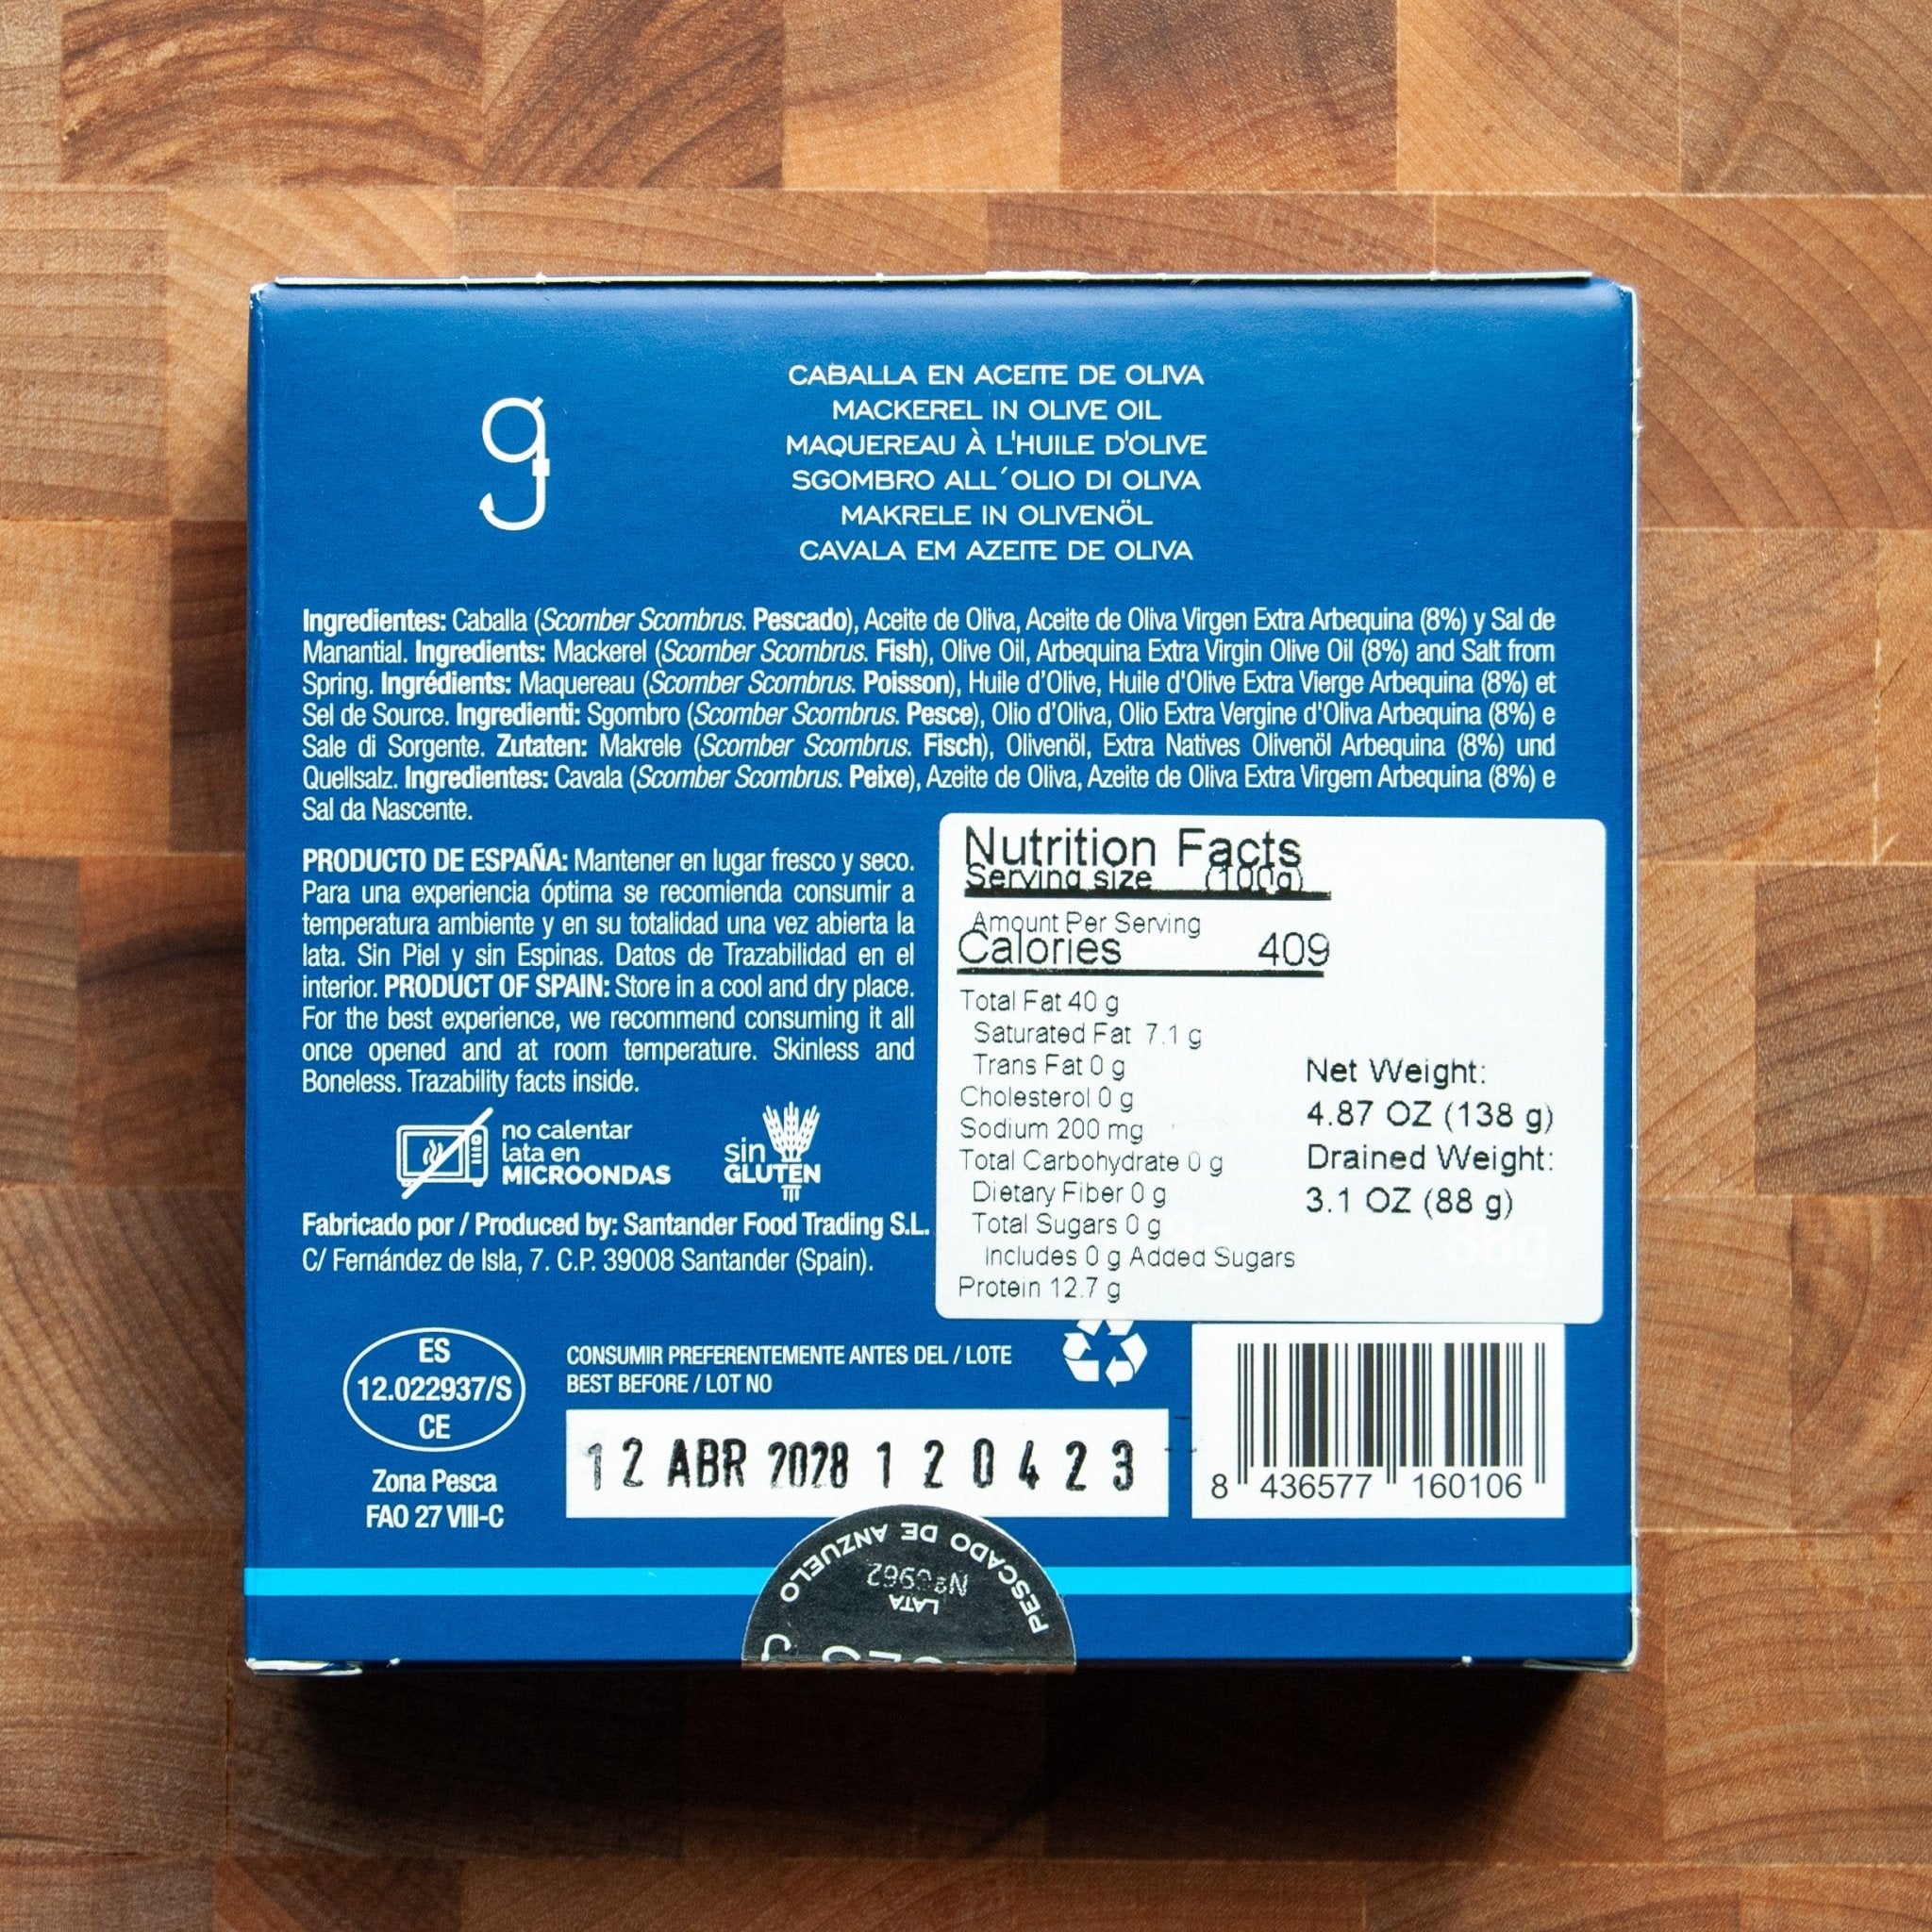 g
CABALLA EN ACEITE DE OLIVA
MACKEREL IN OLIVE OIL
MAQUEREAU À L'HUILE D'OLIVE
SGOMBRO ALL´OLIO DI OLIVA
MAKRELE IN OLIVENÖL
CAVALA EM AZEITE DE OLIVA
Ingredientes: Caballa (Scomber Scombrus. Pescado), Aceite de Oliva, Aceite de Oliva Virgen Extra Arbequina (8%) y Sal de
Manantial. Ingredients: Mackerel (Scomber Scombrus. Fish), Olive Oil, Arbequina Extra Virgin Olive Oil (8%) and Salt from
Spring. Ingrédients: Maquereau (Scomber Scombrus. Poisson), Huile d'Olive, Huile d'Olive Extra Vierge Arbequina (8%) et
Sel de Source. Ingredienti: Sgombro (Scomber Scombrus. Pesce), Olio d'Oliva, Olio Extra Vergine d'Oliva Arbequina (8%) e
Sale di Sorgente. Zutaten: Makrele (Scomber Scombrus. Fisch), Olivenöl, Extra Natives Olivenöl Arbequina (8%) und
Quellsalz. Ingredientes: Cavala (Scomber Scombrus. Peixe), Azeite de Oliva, Azeite de Oliva Extra Virgem Arbequina (8%) e
Sal da Nascente.
PRODUCTO DE ESPAÑA: Mantener en lugar fresco y seco.
Para una experiencia óptima se recomienda consumir a
temperatura ambiente y en su totalidad una vez abierta la
lata. Sin Piel y sin Espinas. Datos de Trazabilidad en el
interior. PRODUCT OF SPAIN: Store in a cool and dry place.
For the best experience, we recommend consuming it all
once opened and at room temperature. Skinless and
Boneless. Trazability facts inside.
no calentar
lata en
MICROONDAS
sin
GLUTEN
Fabricado por / Produced by: Santander Food Trading S.L.
C/ Fernández de Isla, 7. C.P. 39008 Santander (Spain).
Nutrition Facts
Serving size (100g)
Amount Per Serving
Calories 409
Total Fat 40 g
Saturated Fat 7.1 g
Trans Fat 0 g
Cholesterol 0 g
Sodium 200 mg
Total Carbohydrate 0 g
Dietary Fiber 0 g
Total Sugars 0 g
Includes 0 g Added Sugars
Protein 12.7 g
Net Weight:
4.87 OZ (138 g)
Drained Weight:
3.1 OZ (88 g)
88g.
ES
12.022937/S
CE
Zona Pesca
FAO 27 VIII-C
CONSUMIR PREFERENTEMENTE ANTES DEL / LOTE
BEST BEFORE / LOT NO
12 ABR 2028 120423
8 436577 160106
PESCADO DE ANZUELO
LATA